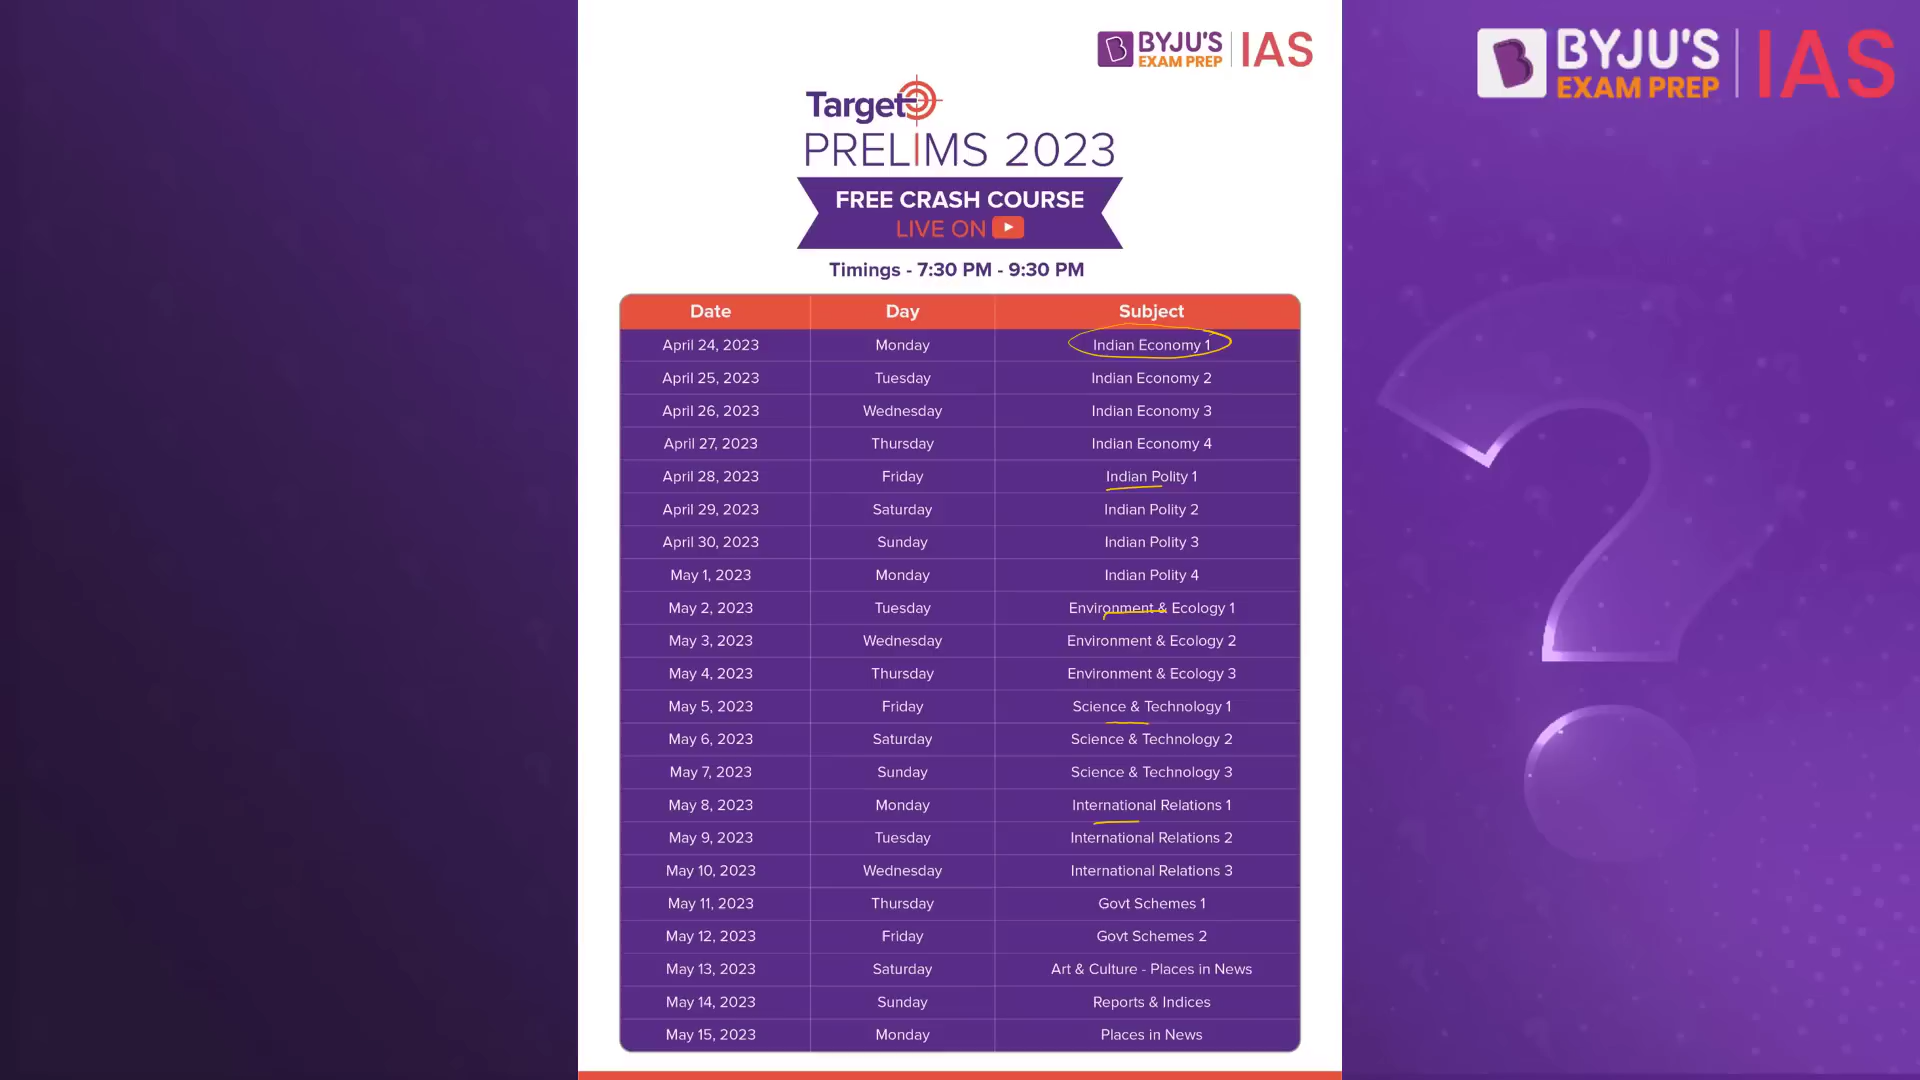 BYJU'S IAS
EXAM PREP
BYJU'S IAS
EXAM PREP
Target
PRELIMS 2023
FREE CRASH COURSE
LIVE ON
Timings - 7:30 PM - 9:30 PM
Date Day Subject
April 24, 2023 Monday Indian Economy 1
April 25, 2023 Tuesday Indian Economy 2
April 26, 2023 Wednesday Indian Economy 3
April 27, 2023 Thursday Indian Economy 4
April 28, 2023 Friday Indian Polity 1
April 29, 2023 Saturday Indian Polity 2
April 30, 2023 Sunday Indian Polity 3
May 1, 2023 Monday Indian Polity 4
May 2, 2023 Tuesday Environment & Ecology 1
May 3, 2023 Wednesday Environment & Ecology 2
May 4, 2023 Thursday Environment & Ecology 3
May 5, 2023 Friday Science & Technology 1
May 6, 2023 Saturday Science & Technology 2
May 7, 2023 Sunday Science & Technology 3
May 8, 2023 Monday International Relations 1
May 9, 2023 Tuesday International Relations 2
May 10, 2023 Wednesday International Relations 3
May 11, 2023 Thursday Govt Schemes 1
May 12, 2023 Friday Govt Schemes 2
May 13, 2023 Saturday Art & Culture - Places in News
May 14, 2023 Sunday Reports & Indices
May 15, 2023 Monday Places in News